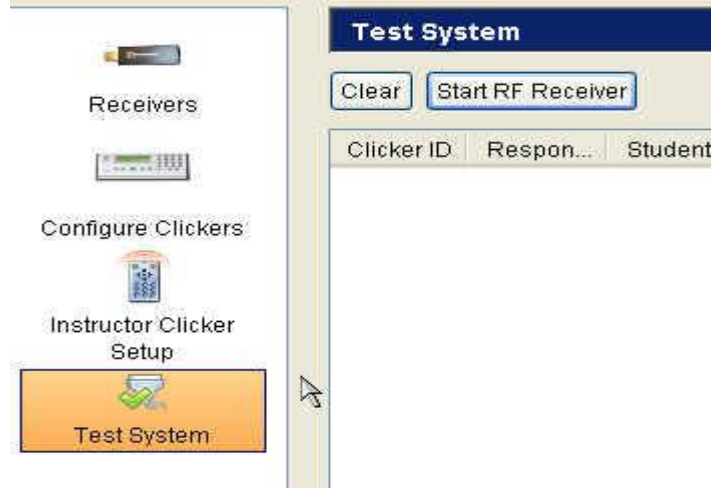 Receivers
Configure Clickers
Instructor Clicker
Setup
Test System
Test System
Clear Start RF Receiver
Clicker ID Respon... Student